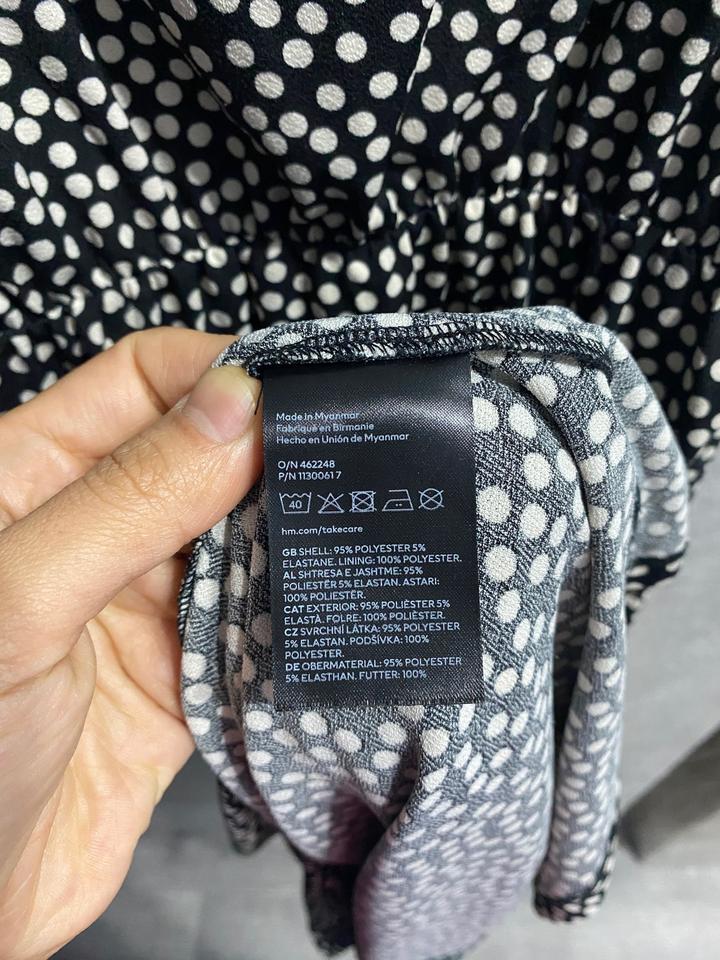 Made in Myanmar
Fabriqué en Birmanie
Hecho en Unión de Myanmar
O/N 462248
P/N 11300617
40
hm.com/takecare
GB SHELL: 95% POLYESTER 5%
ELASTANE. LINING: 100% POLYESTER.
AL SHTRESA E JASHTME: 95%
POLIESTËR 5% ELASTAN. ASTARI:
100% POLIESTËR.
CAT EXTERIOR: 95% POLIÈSTER 5%
ELASTÀ. FOLRE: 100% POLIÈSTER.
CZ SVRCHNÍ LÁTKA: 95% POLYESTER
5% ELASTAN. PODŠÍVKA: 100%
POLYESTER.
DE OBERMATERIAL: 95% POLYESTER
5% ELASTHAN. FUTTER: 100%